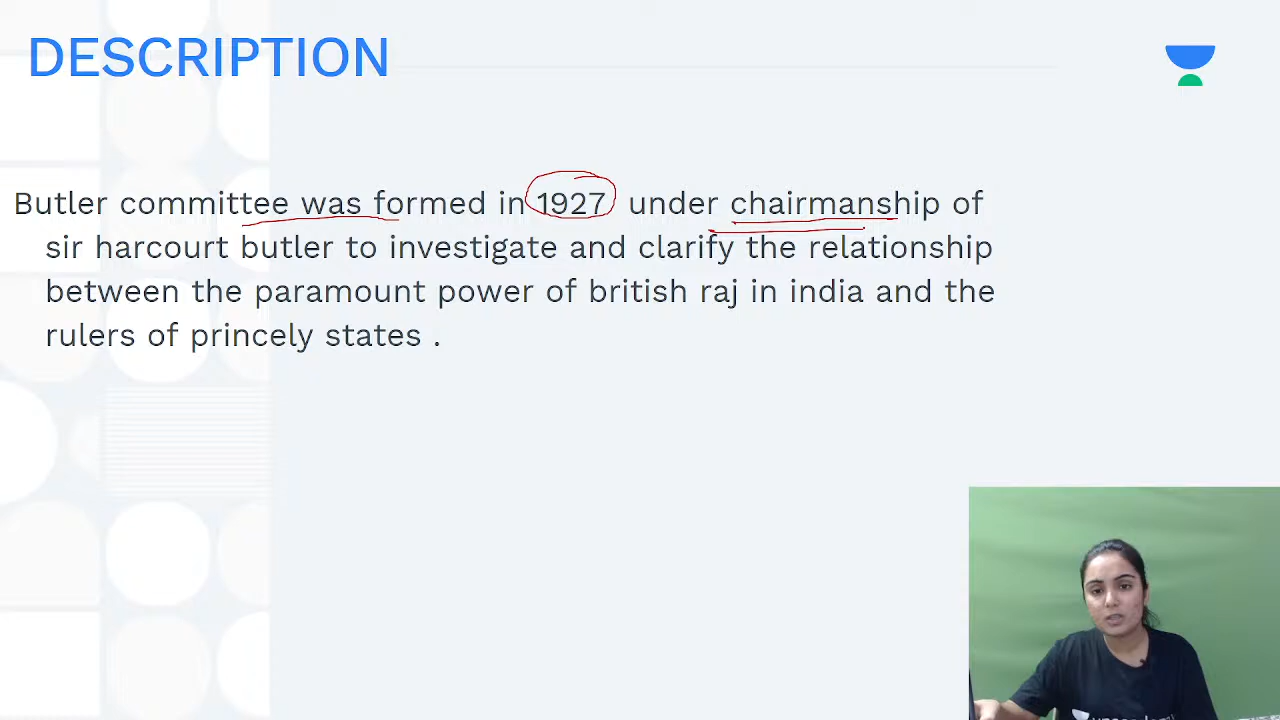 DESCRIPTION
Butler committee was formed in 1927 under chairmanship of
sir harcourt butler to investigate and clarify the relationship
between the paramount power of british raj in india and the
rulers of princely states .